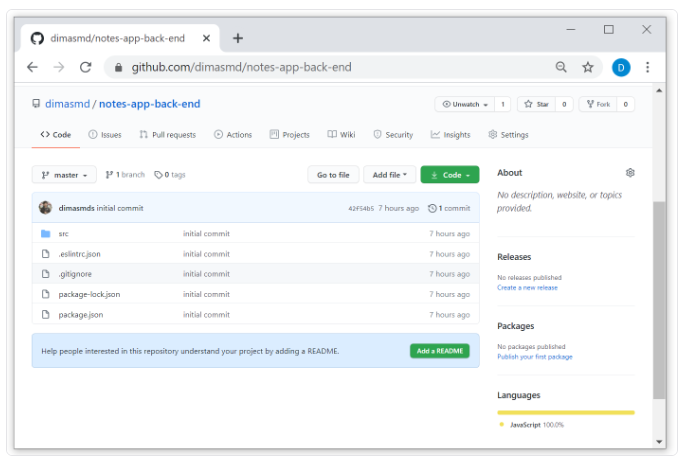 dimasmd/notes-app-back-end
github.com/dimasmd/notes-app-back-end
D
dimasmd / notes-app-back-end
Unwatch 1 Star 0 Fork 0
Code Issues Pull requests Actions Projects Wiki Security Insights Settings
master 1 branch 0 tags Go to file Add file Code
dimasmds initial commit 42f54b5 7 hours ago 1 commit
src initial commit 7 hours ago
.eslintrc.json initial commit 7 hours ago
.gitignore initial commit 7 hours ago
package-lock.json initial commit 7 hours ago
package.json initial commit 7 hours ago
Help people interested in this repository understand your project by adding a README. Add a README
About
No description, website, or topics
provided.
Releases
No releases published
Create a new release
Packages
No packages published
Publish your first package
Languages
JavaScript 100.0%